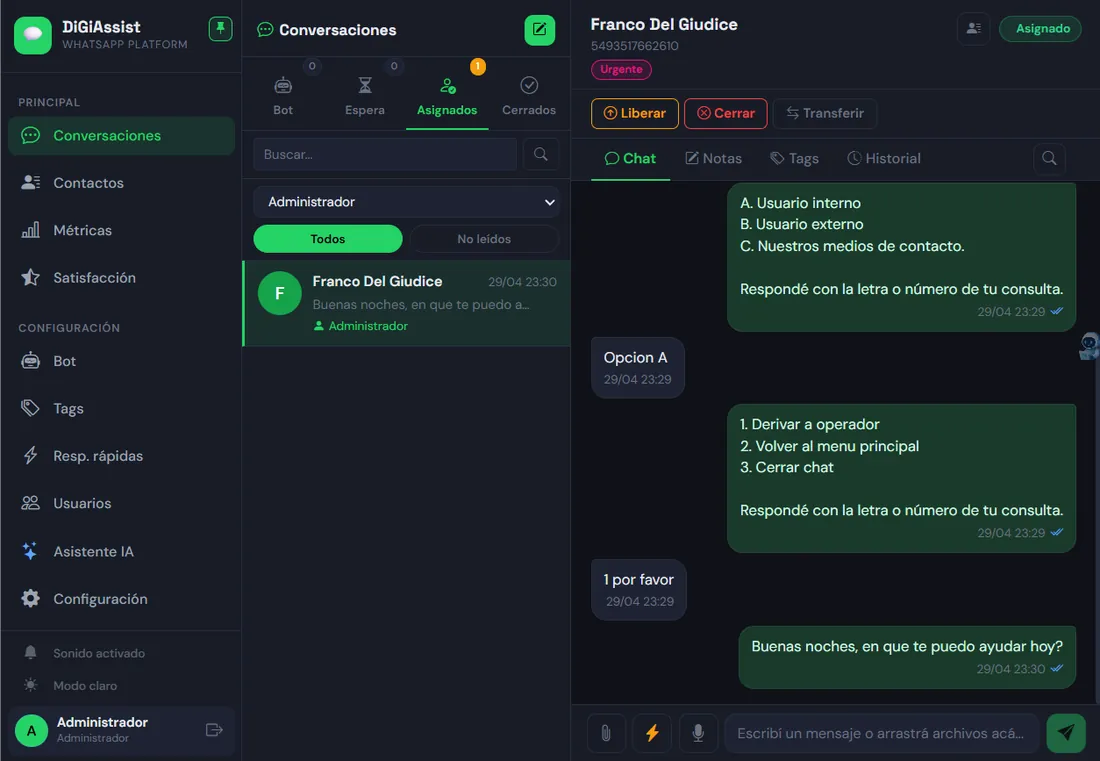 DiGiAssist
WHATSAPP PLATFORM
PRINCIPAL
Conversaciones
Contactos
Métricas
Satisfacción
CONFIGURACIÓN
Bot
Tags
Resp. rápidas
Usuarios
Asistente IA
Configuración
Sonido activado
Modo claro
A
Administrador
Administrador
Conversaciones
0
0
1
Bot
Espera
Asignados
Cerrados
Buscar...
Administrador
Todos
No leídos
F
Franco Del Giudice
29/04 23:30
Buenas noches, en que te puedo a...
Administrador
Franco Del Giudice
5493517662610
Urgente
Asignado
Liberar
Cerrar
Transferir
Chat
Notas
Tags
Historial
A. Usuario interno
B. Usuario externo
C. Nuestros medios de contacto.
Respondé con la letra o número de tu consulta.
29/04 23:29
Opcion A
29/04 23:29
1. Derivar a operador
2. Volver al menu principal
3. Cerrar chat
Respondé con la letra o número de tu consulta.
29/04 23:29
1 por favor
29/04 23:29
Buenas noches, en que te puedo ayudar hoy?
29/04 23:30
Escribí un mensaje o arrastrá archivos acá...